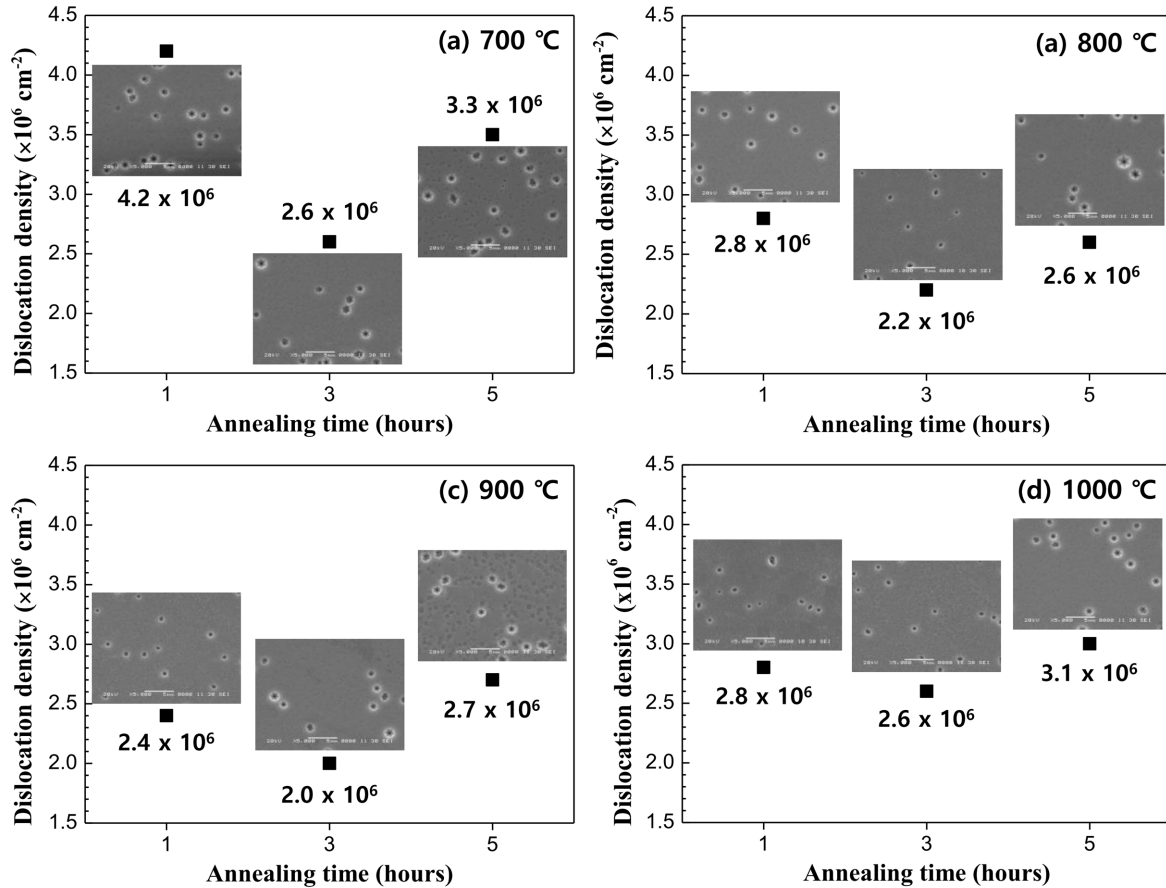 (a) 700 ℃
Dislocation density (×10⁶ cm⁻²)
4.5
4.0
3.5
3.0
2.5
2.0
1.5
4.2 x 10⁶
2.6 x 10⁶
3.3 x 10⁶
1 3 5
Annealing time (hours)
(a) 800 ℃
Dislocation density (×10⁶ cm⁻²)
4.5
4.0
3.5
3.0
2.5
2.0
1.5
2.8 x 10⁶
2.2 x 10⁶
2.6 x 10⁶
1 3 5
Annealing time (hours)
(c) 900 ℃
Dislocation density (×10⁶ cm⁻²)
4.5
4.0
3.5
3.0
2.5
2.0
1.5
2.4 x 10⁶
2.0 x 10⁶
2.7 x 10⁶
1 3 5
Annealing time (hours)
(d) 1000 ℃
Dislocation density (x10⁶ cm⁻²)
4.5
4.0
3.5
3.0
2.5
2.0
1.5
2.8 x 10⁶
2.6 x 10⁶
3.1 x 10⁶
1 3 5
Annealing time (hours)